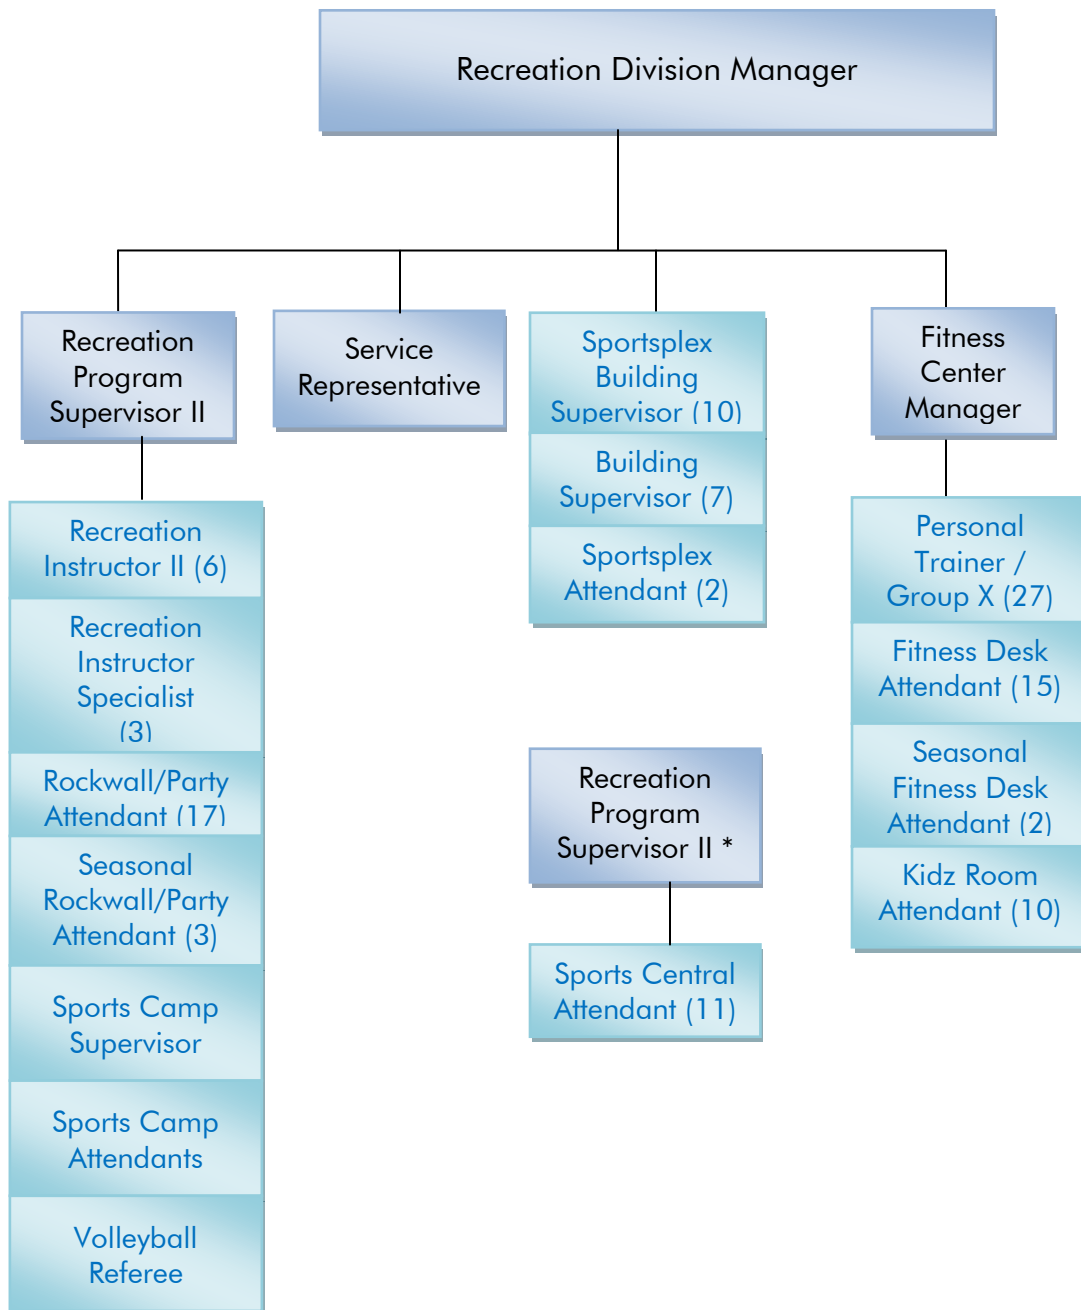 Recreation Division Manager
Recreation
Program
Supervisor II
Service
Representative
Sportsplex
Building
Supervisor (10)
Building
Supervisor (7)
Sportsplex
Attendant (2)
Fitness
Center
Manager
Recreation
Instructor II (6)
Recreation
Instructor
Specialist
(3)
Rockwall/Party
Attendant (17)
Seasonal
Rockwall/Party
Attendant (3)
Sports Camp
Supervisor
Sports Camp
Attendants
Volleyball
Referee
Recreation
Program
Supervisor II *
Sports Central
Attendant (11)
Personal
Trainer /
Group X (27)
Fitness Desk
Attendant (15)
Seasonal
Fitness Desk
Attendant (2)
Kidz Room
Attendant (10)